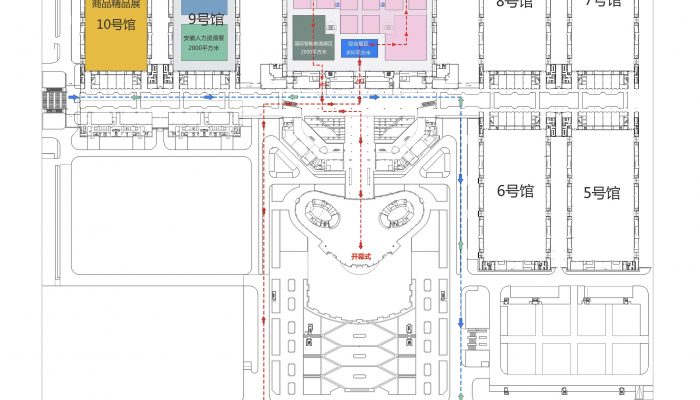 商品精品展
10号馆
9号馆
安徽人力资源展
2000平方米
国际智能制造展区
2000平方米
综合展区
800平方米
8号馆
7号馆
6号馆
5号馆
开幕式